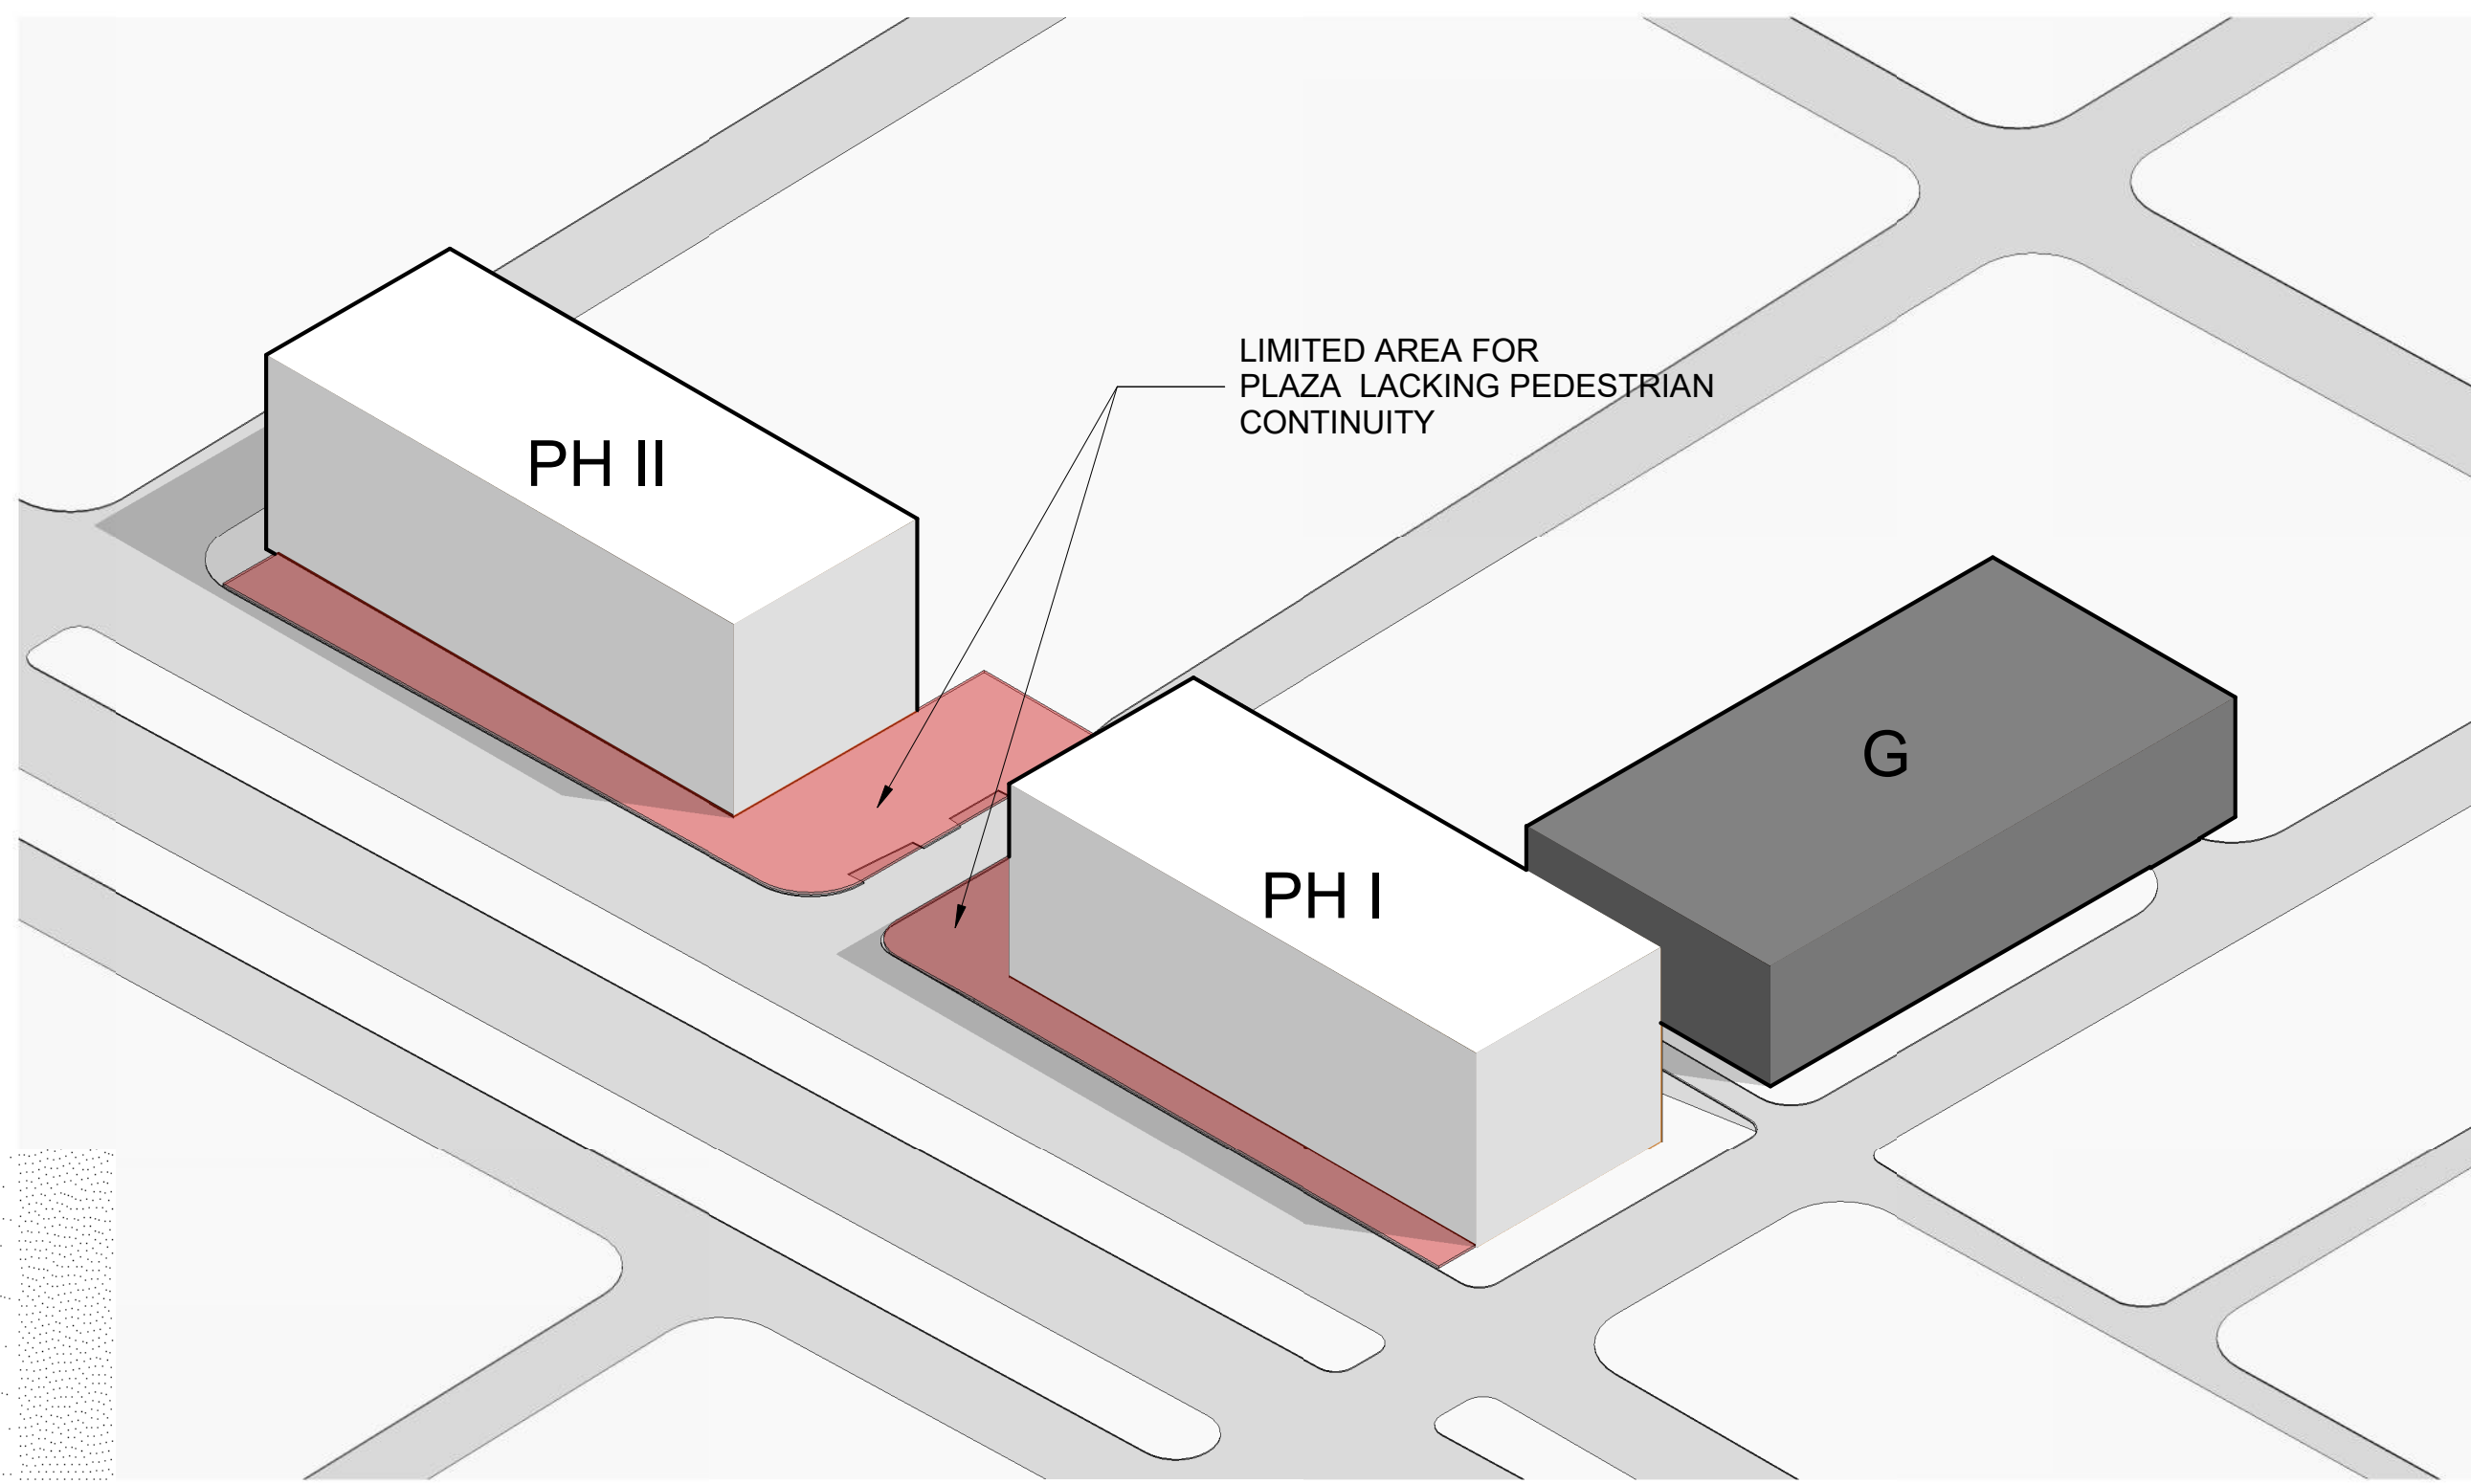 LIMITED AREA FOR
PLAZA  LACKING PEDESTRIAN
CONTINUITY
PH II
G
PH I